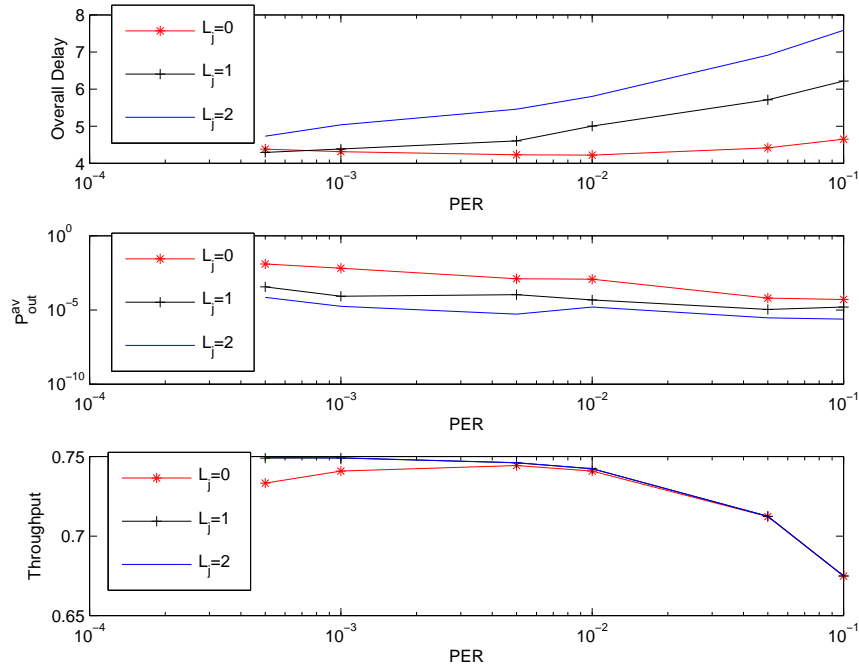 8
7
6
5
4
Overall Delay
L_j=0
L_j=1
L_j=2
10^−4
10^−3
10^−2
10^−1
PER
10^0
10^−5
10^−10
P_out^av
L_j=0
L_j=1
L_j=2
10^−4
10^−3
10^−2
10^−1
PER
0.75
0.7
0.65
Throughput
L_j=0
L_j=1
L_j=2
10^−4
10^−3
10^−2
10^−1
PER